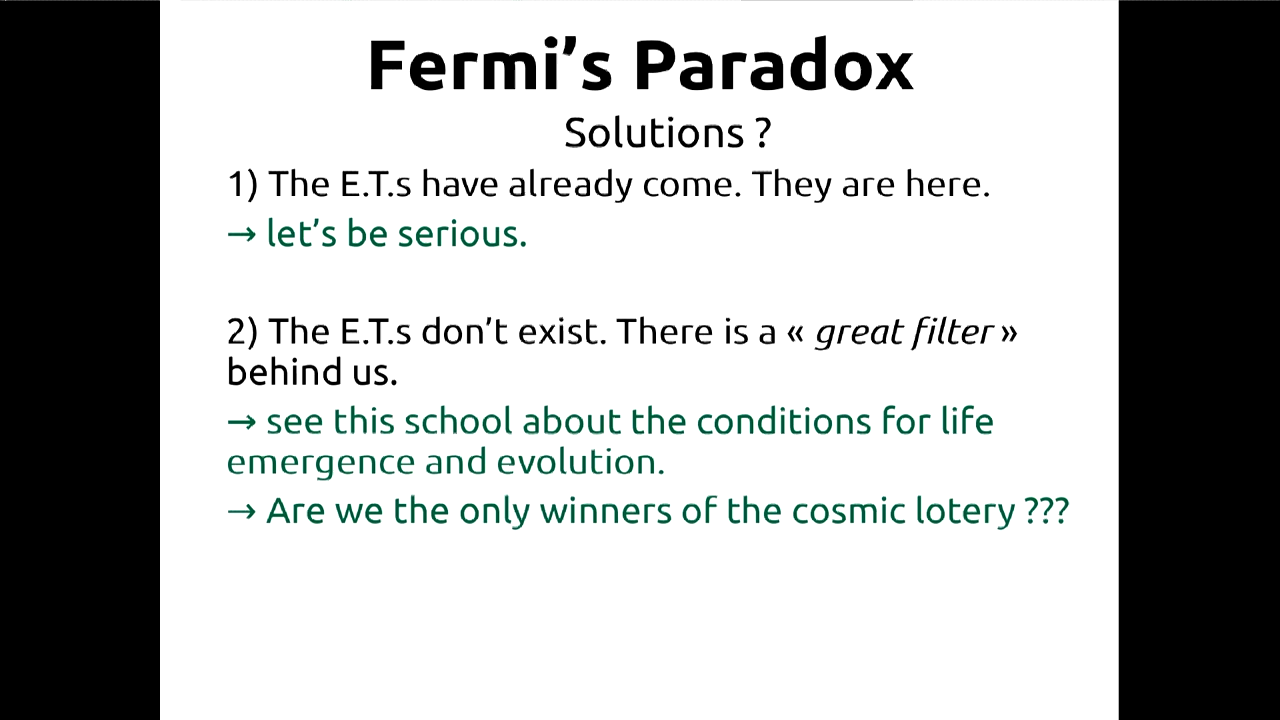 Fermi’s Paradox
Solutions ?
1) The E.T.s have already come. They are here.
→ let’s be serious.
2) The E.T.s don’t exist. There is a « great filter »
behind us.
→ see this school about the conditions for life
emergence and evolution.
→ Are we the only winners of the cosmic lotery ???